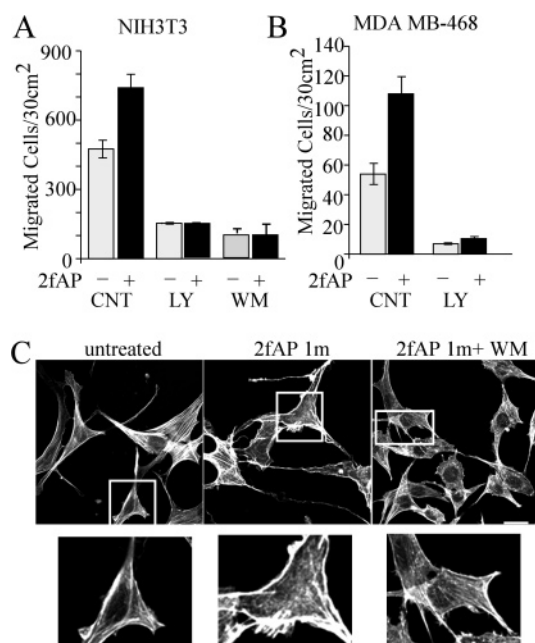 A
NIH3T3
Migrated Cells/30cm2
900
600
300
0
2fAP − + − + − +
CNT LY WM
B
MDA MB-468
Migrated Cells/30cm2
140
120
100
80
60
40
20
0
2fAP − + − +
CNT LY
C
untreated 2fAP 1m 2fAP 1m+ WM